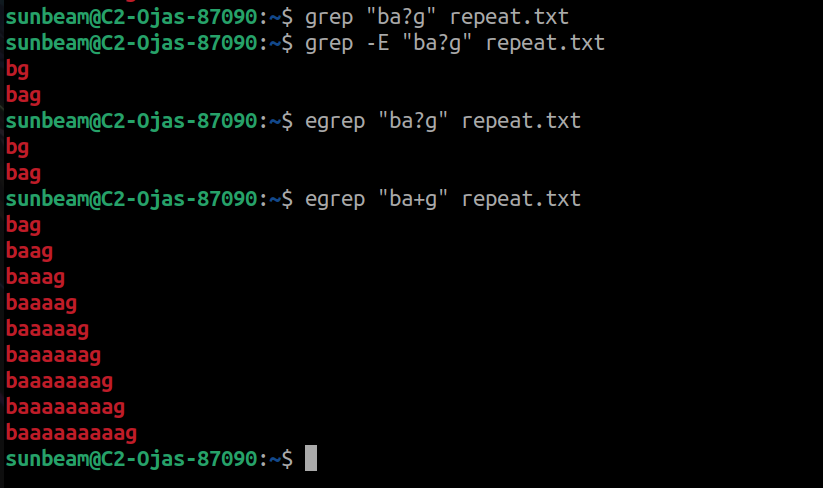 sunbeam@C2-Ojas-87090:~$ grep "ba?g" repeat.txt
sunbeam@C2-Ojas-87090:~$ grep -E "ba?g" repeat.txt
bg
bag
sunbeam@C2-Ojas-87090:~$ egrep "ba?g" repeat.txt
bg
bag
sunbeam@C2-Ojas-87090:~$ egrep "ba+g" repeat.txt
bag
baag
baaag
baaaag
baaaaag
baaaaaag
baaaaaaag
baaaaaaaag
baaaaaaaaag
sunbeam@C2-Ojas-87090:~$